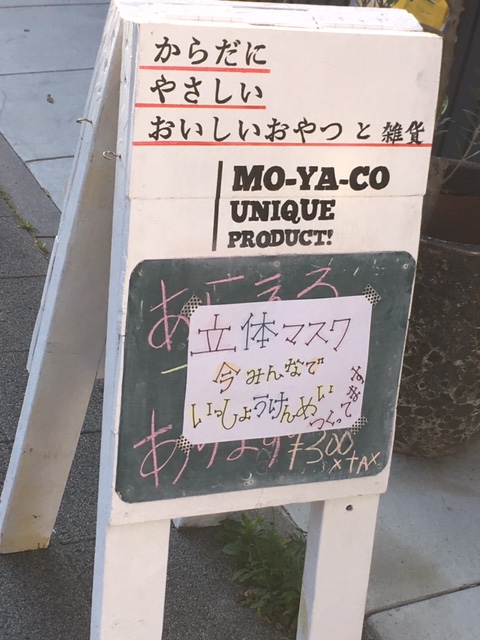 からだに
やさしい
おいしいおやつと雑貨
MO-YA-CO
UNIQUE
PRODUCT!
立体マスク
今みんなで
いっしょうけんめい
つくって
ます
あります ¥300
×TAX